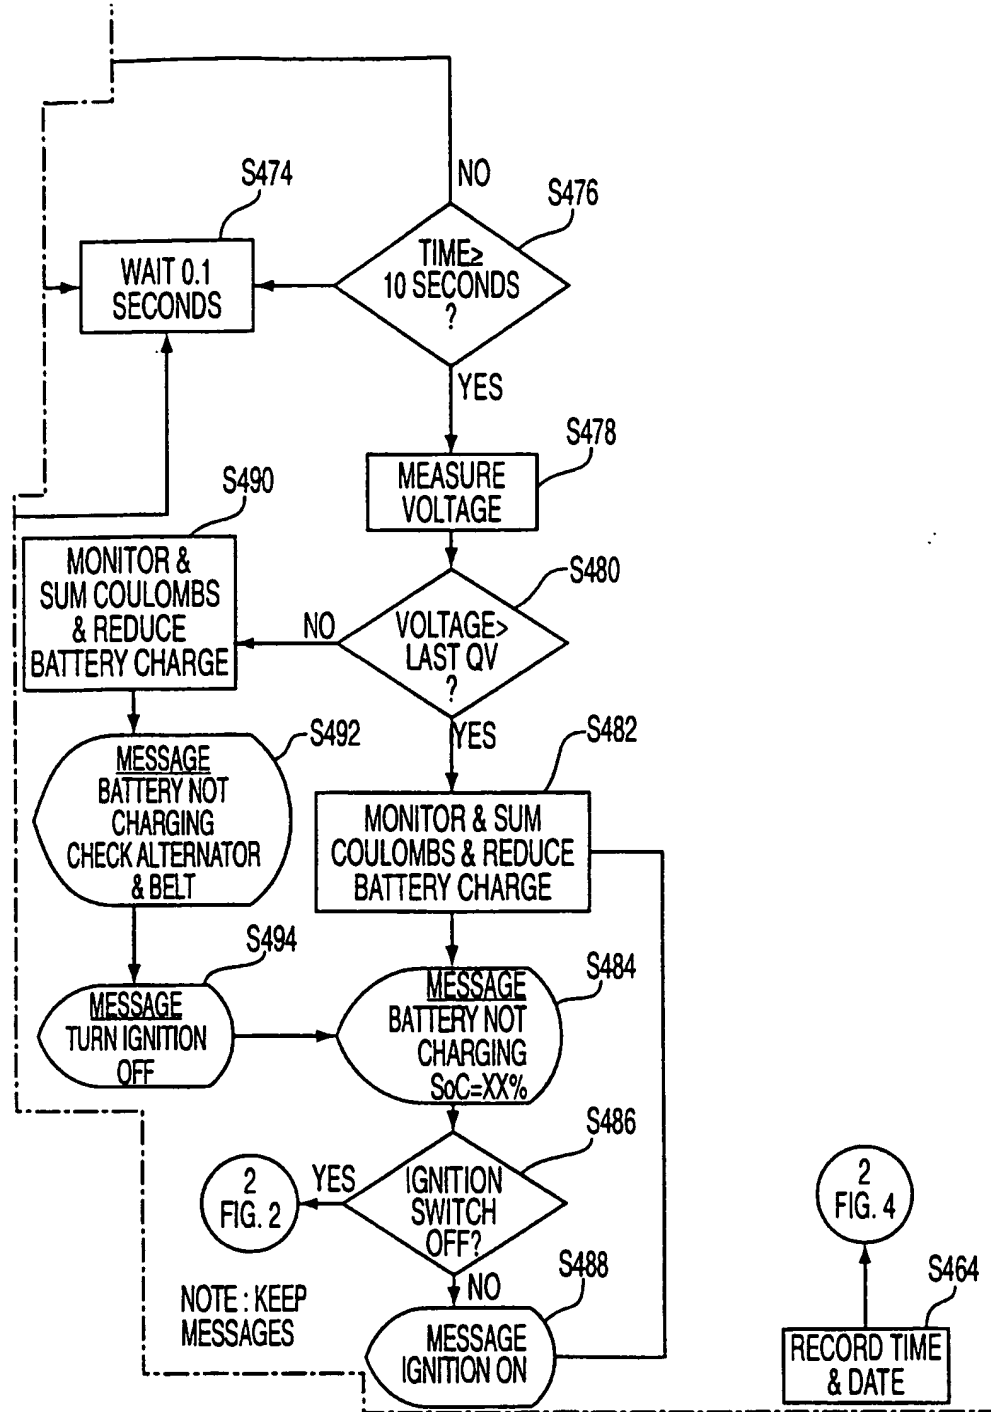 NO
S474
S476
WAIT 0.1
SECONDS
TIME≥
10 SECONDS
?
YES
S478
MEASURE
VOLTAGE
S490
MONITOR &
SUM COULOMBS
& REDUCE
BATTERY CHARGE
S480
NO
VOLTAGE>
LAST QV
?
YES
S492
MESSAGE
BATTERY NOT
CHARGING
CHECK ALTERNATOR
& BELT
S482
MONITOR & SUM
COULOMBS & REDUCE
BATTERY CHARGE
S494
MESSAGE
TURN IGNITION
OFF
S484
MESSAGE
BATTERY NOT
CHARGING
SoC=XX%
S486
IGNITION
SWITCH
OFF?
YES
2
FIG. 2
NO
S488
MESSAGE
IGNITION ON
NOTE : KEEP
MESSAGES
2
FIG. 4
S464
RECORD TIME
& DATE